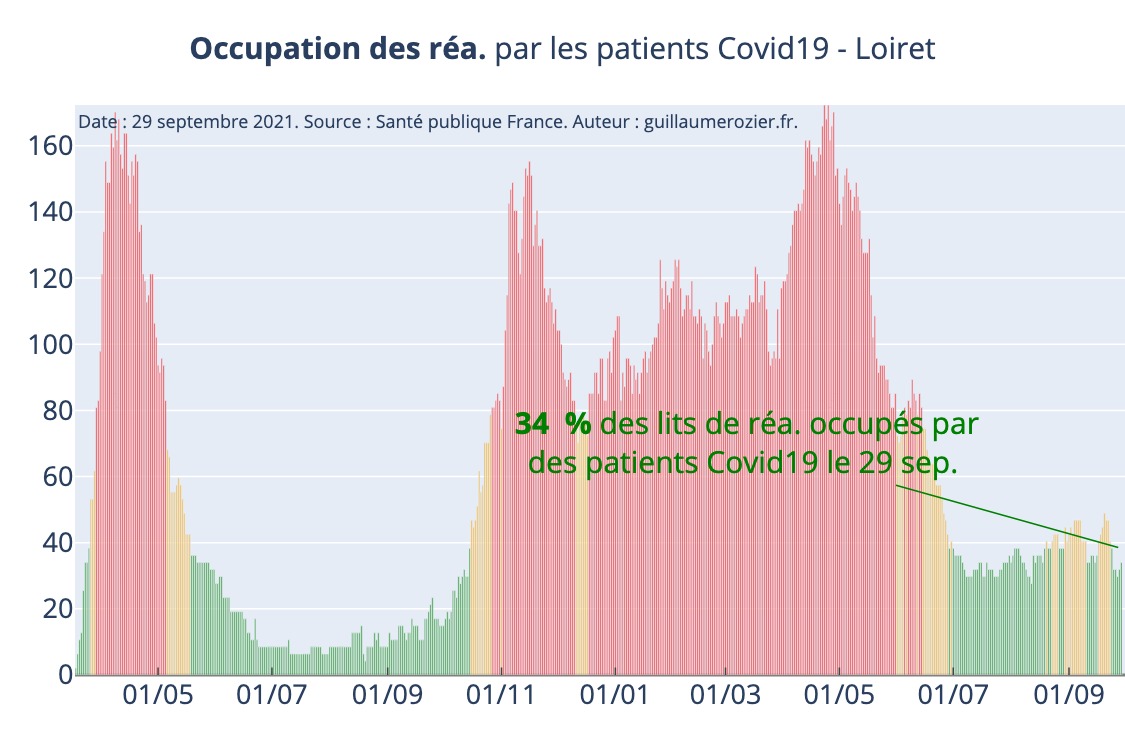 Occupation des réa. par les patients Covid19 - Loiret
Date : 29 septembre 2021. Source : Santé publique France. Auteur : guillaumerozier.fr.
160
140
120
100
80
60
40
20
0
34  % des lits de réa. occupés par
des patients Covid19 le 29 sep.
01/05 01/07 01/09 01/11 01/01 01/03 01/05 01/07 01/09